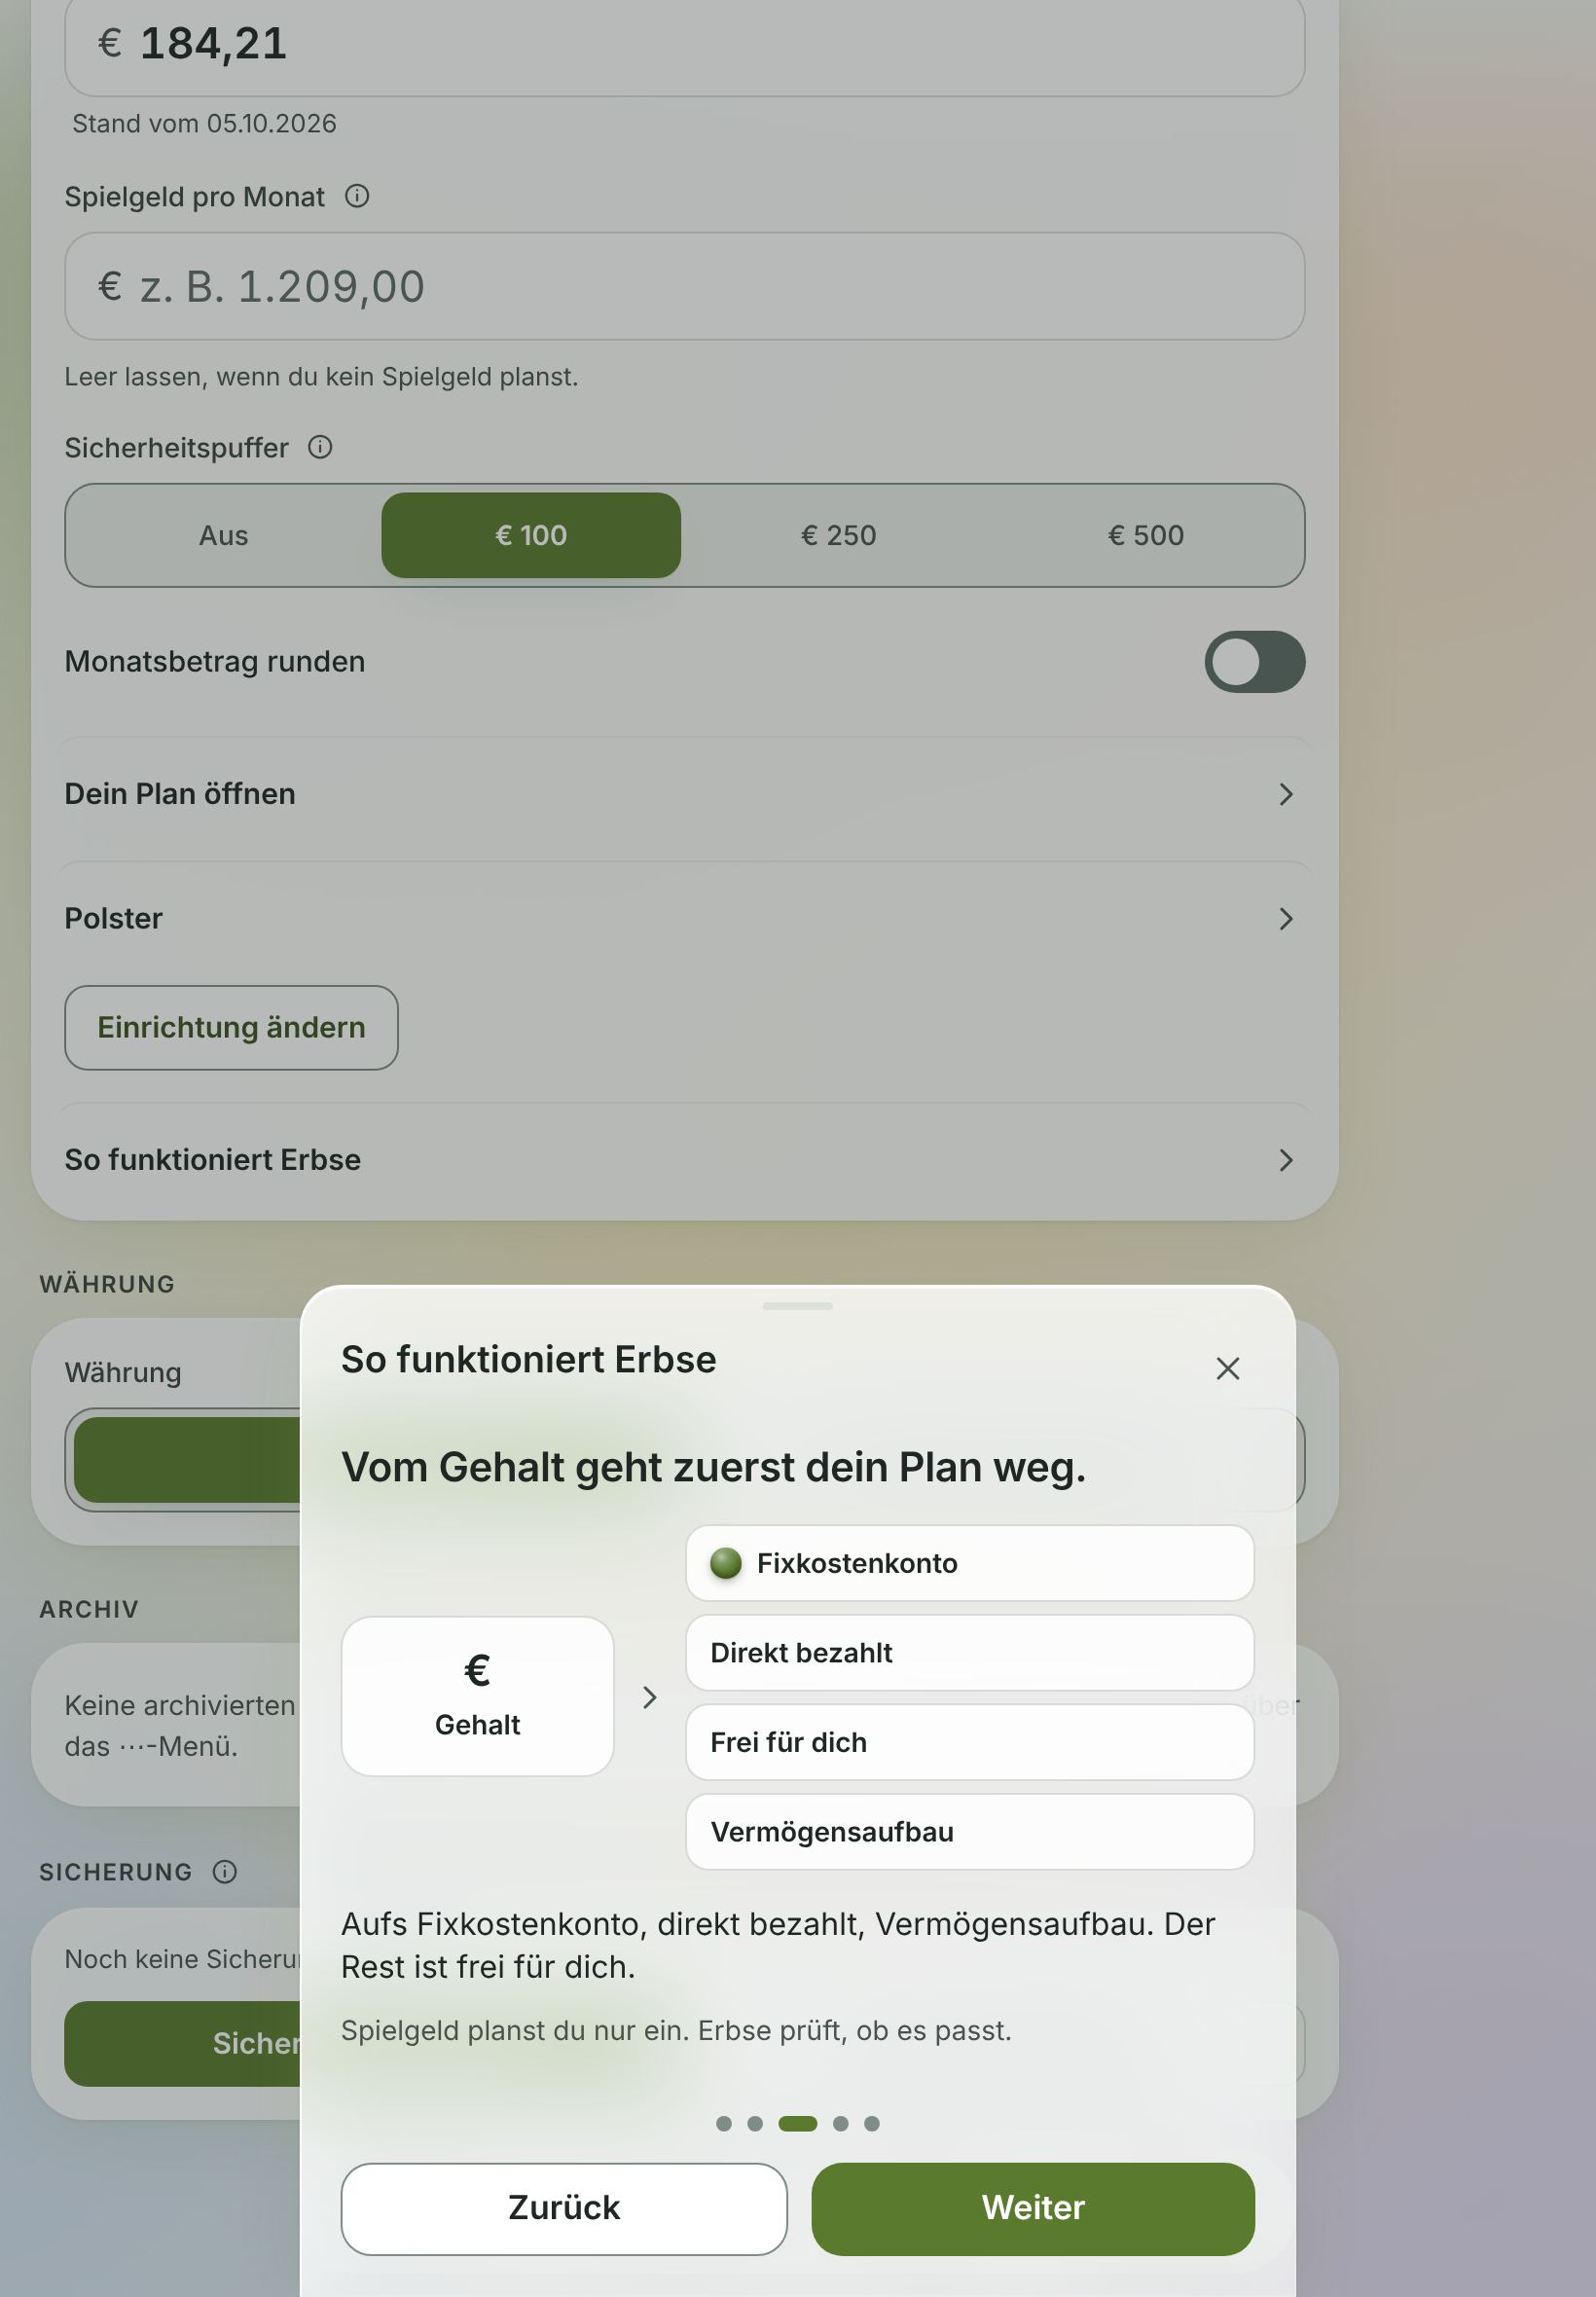 € 184,21
Stand vom 05.10.2026
Spielgeld pro Monat
€ z. B. 1.209,00
Leer lassen, wenn du kein Spielgeld planst.
Sicherheitspuffer
Aus € 100 € 250 € 500
Monatsbetrag runden
Dein Plan öffnen
Polster
Einrichtung ändern
So funktioniert Erbse
WÄHRUNG
Währung
ARCHIV
Keine archivierten
über
das ···-Menü.
SICHERUNG
Noch keine
So funktioniert Erbse
Vom Gehalt geht zuerst dein Plan weg.
€
Gehalt
Fixkostenkonto
Direkt bezahlt
Frei für dich
Vermögensaufbau
Aufs Fixkostenkonto, direkt bezahlt, Vermögensaufbau. Der
Rest ist frei für dich.
Spielgeld planst du nur ein. Erbse prüft, ob es passt.
Zurück
Weiter